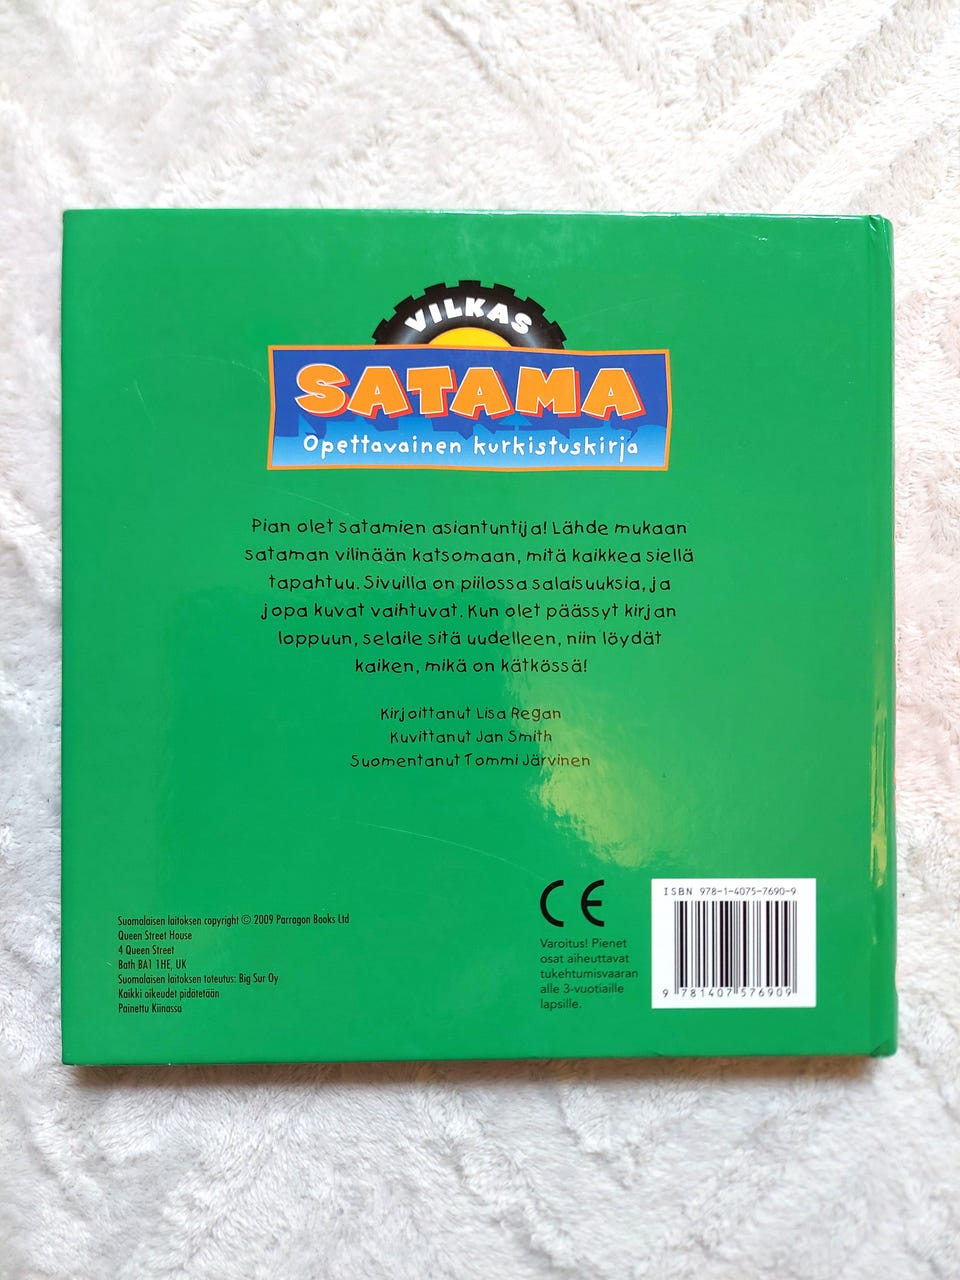 VILKAS
SATAMA
Opettavainen kurkistuskirja
Pian olet satamien asiantuntija! Lähde mukaan
sataman vilinään katsomaan, mitä kaikkea siellä
tapahtuu. Sivuilla on piilossa salaisuuksia, ja
jopa kuvat vaihtuvat. Kun olet päässyt kirjan
loppuun, selaile sitä uudelleen, niin löydät
kaiken, mikä on kätkössä!
Kirjoittanut Lisa Regan
Kuvittanut Jan Smith
Suomentanut Tommi Järvinen
Suomalaisen laitoksen copyright © 2009 Parragon Books Ltd
Queen Street House
4 Queen Street
Bath BA1 1HE, UK
Suomalaisen laitoksen toteutus: Big Sur Oy
Kaikki oikeudet pidätetään
Painettu Kiinassa
CE
Varoitus! Pienet
osat aiheuttavat
tukehtumisvaaran
alle 3-vuotiaille
lapsille.
ISBN 978-1-4075-7690-9
9 781407 576909